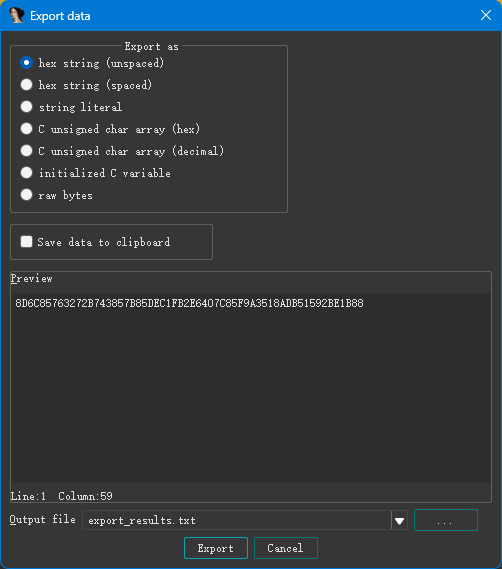 Export data
Export as
hex string (unspaced)
hex string (spaced)
string literal
C unsigned char array (hex)
C unsigned char array (decimal)
initialized C variable
raw bytes
Save data to clipboard
Preview
8D6C85763272B743857B85DEC1FB2E6407C85F9A3518ADB51592BE1B88
Line:1  Column:59
Output file export_results.txt ...
Export Cancel